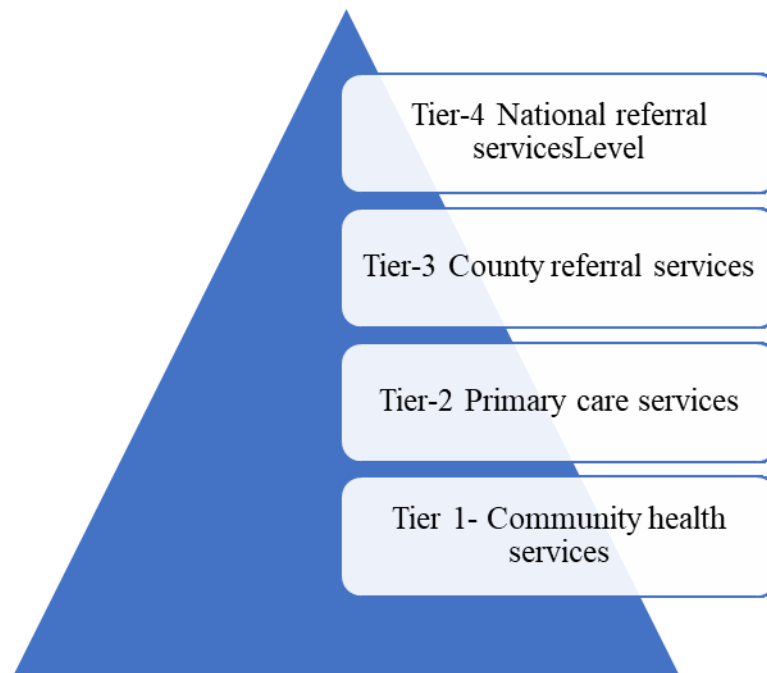 Tier-4 National referral
servicesLevel
Tier-3 County referral services
Tier-2 Primary care services
Tier 1- Community health
services